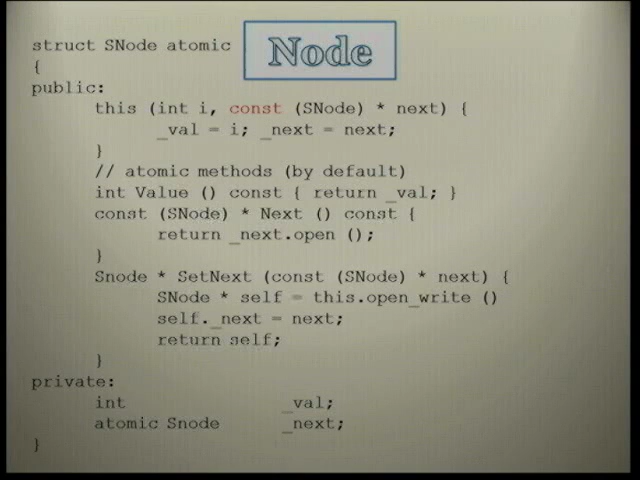 Node
struct SNode atomic
{
public:
this (int i, const (SNode) * next) {
_val = i; _next = next;
}
// atomic methods (by default)
int Value () const { return _val; }
const (SNode) * Next () const {
return _next.open ();
}
Snode * SetNext (const (SNode) * next) {
SNode * self = this.open_write ()
self._next = next;
return self;
}
private:
int _val;
atomic Snode _next;
}